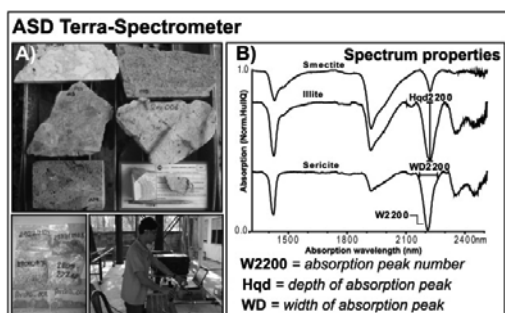 ASD Terra-Spectrometer
A)
B) Spectrum properties
Smectite
1.0
Hqd2200
Illite
WD2200
Sericite
W2200
Absorption (Norm.HullQ)
0.0
1500 1800 2100 2400nm
Absorption wavelength (nm)
W2200 = absorption peak number
Hqd = depth of absorption peak
WD = width of absorption peak